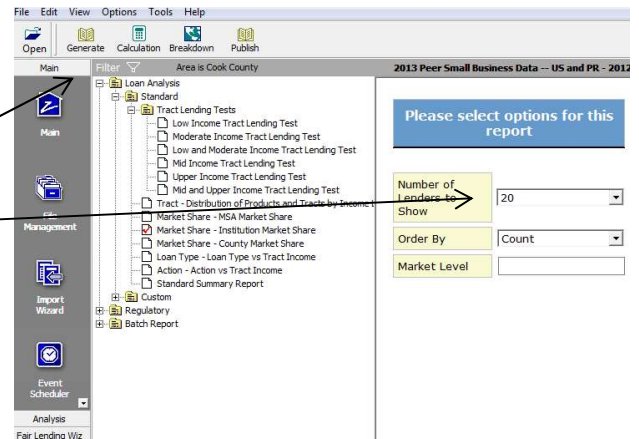 File Edit View Options Tools Help
Open Generate Calculation Breakdown Publish
Main
Filter Area is Cook County
2013 Peer Small Business Data -- US and PR - 2012
Main
File
Management
Import
Wizard
Event
Scheduler
Analysis
Fair Lending Wiz
Loan Analysis
Standard
Tract Lending Tests
Low Income Tract Lending Test
Moderate Income Tract Lending Test
Low and Moderate Income Tract Lending Test
Mid Income Tract Lending Test
Upper Income Tract Lending Test
Mid and Upper Income Tract Lending Test
Tract - Distribution of Products and Tracts by Income
Market Share - MSA Market Share
Market Share - Institution Market Share
Market Share - County Market Share
Loan Type - Loan Type vs Tract Income
Action - Action vs Tract Income
Standard Summary Report
Custom
Regulatory
Batch Report
Please select options for this
report
Number of
Lenders to
Show
20
Order By Count
Market Level